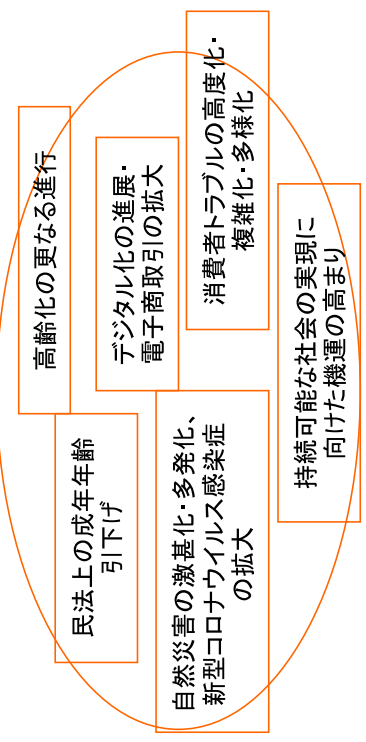 高齢化の更なる進行
民法上の成年年齢
引下げ
デジタル化の進展・
電子商取引の拡大
自然災害の激甚化・多発化、
新型コロナウイルス感染症
の拡大
消費者トラブルの高度化・
複雑化・多様化
持続可能な社会の実現に
向けた機運の高まり